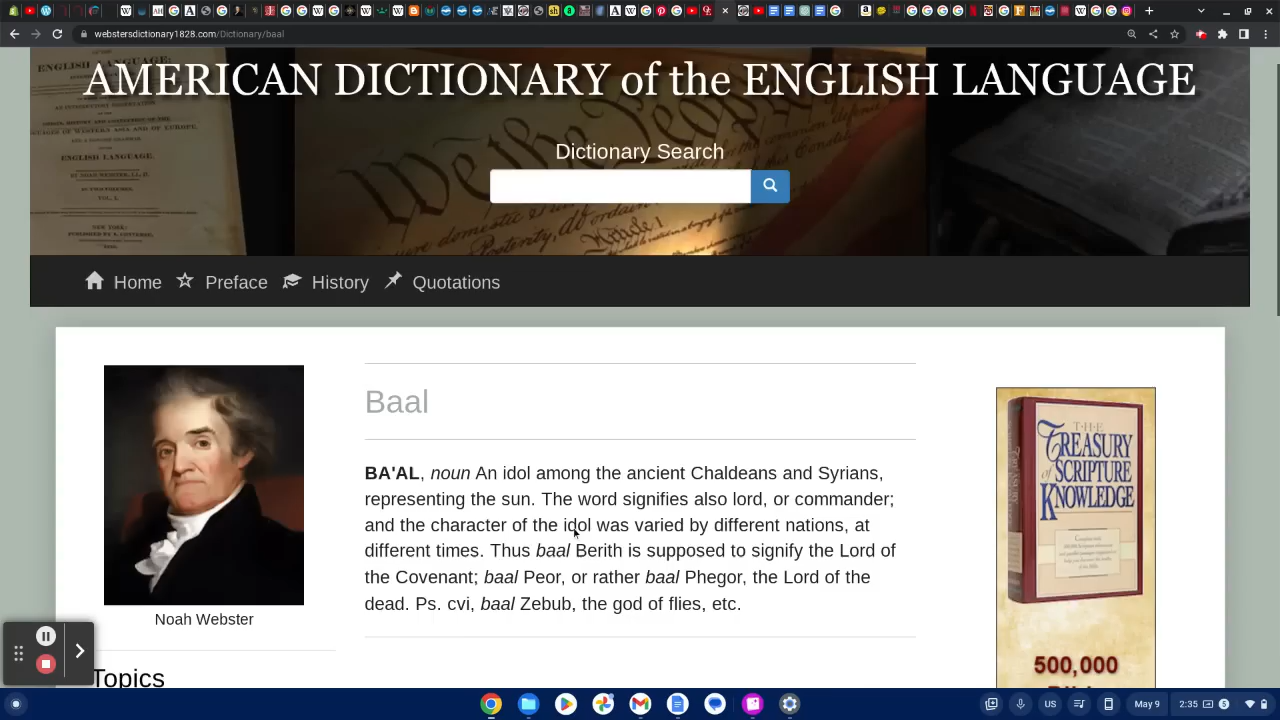 webstersdictionary1828.com/Dictionary/baal
AMERICAN DICTIONARY of the ENGLISH LANGUAGE
Dictionary Search
Home Preface History Quotations
Baal
BA'AL, noun An idol among the ancient Chaldeans and Syrians,
representing the sun. The word signifies also lord, or commander;
and the character of the idol was varied by different nations, at
different times. Thus baal Berith is supposed to signify the Lord of
the Covenant; baal Peor, or rather baal Phegor, the Lord of the
dead. Ps. cvi, baal Zebub, the god of flies, etc.
Noah Webster
Topics
THE
TREASURY
of SCRIPTURE
KNOWLEDGE
500,000
US
May 9
2:35